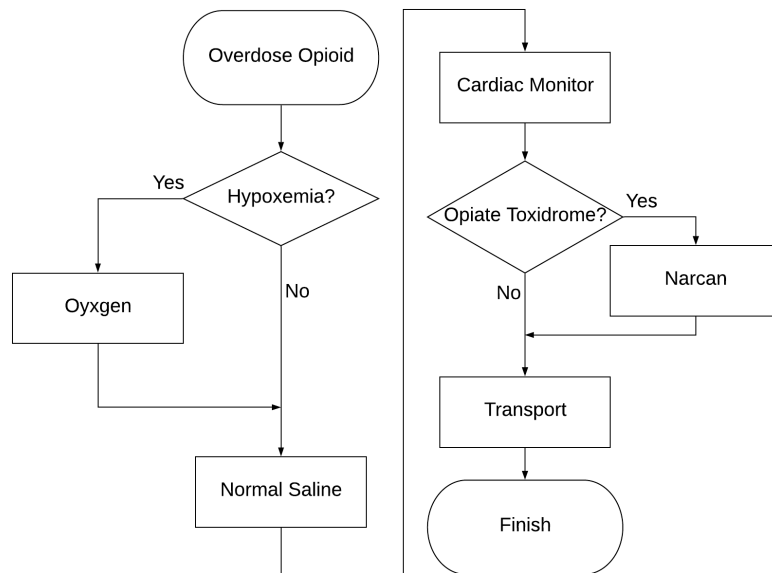 Overdose Opioid
Hypoxemia?
Yes
No
Oyxgen
Normal Saline
Cardiac Monitor
Opiate Toxidrome?
Yes
No
Narcan
Transport
Finish